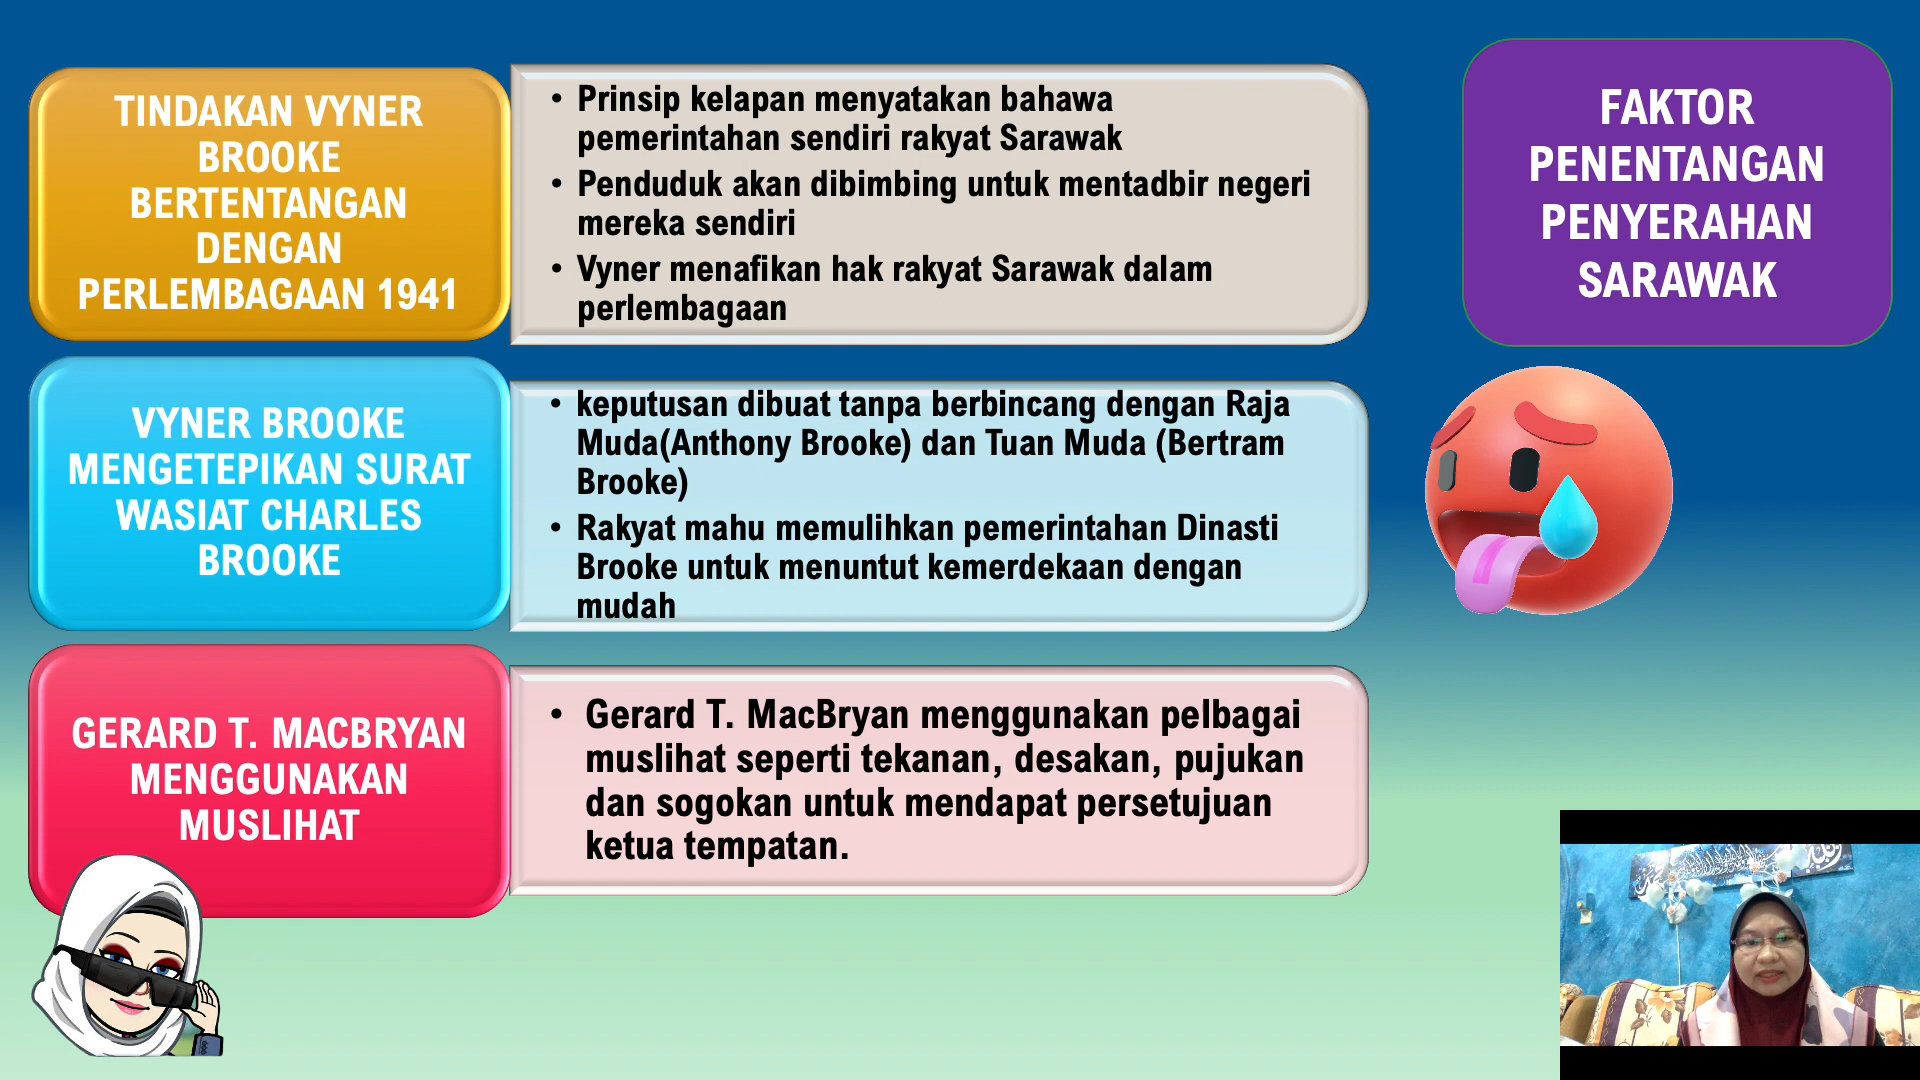 TINDAKAN VYNER
BROOKE
BERTENTANGAN
DENGAN
PERLEMBAGAAN 1941
• Prinsip kelapan menyatakan bahawa
pemerintahan sendiri rakyat Sarawak
• Penduduk akan dibimbing untuk mentadbir negeri
mereka sendiri
• Vyner menafikan hak rakyat Sarawak dalam
perlembagaan
FAKTOR
PENENTANGAN
PENYERAHAN
SARAWAK
VYNER BROOKE
MENGETEPIKAN SURAT
WASIAT CHARLES
BROOKE
• keputusan dibuat tanpa berbincang dengan Raja
Muda(Anthony Brooke) dan Tuan Muda (Bertram
Brooke)
• Rakyat mahu memulihkan pemerintahan Dinasti
Brooke untuk menuntut kemerdekaan dengan
mudah
GERARD T. MACBRYAN
MENGGUNAKAN
MUSLIHAT
• Gerard T. MacBryan menggunakan pelbagai
muslihat seperti tekanan, desakan, pujukan
dan sogokan untuk mendapat persetujuan
ketua tempatan.